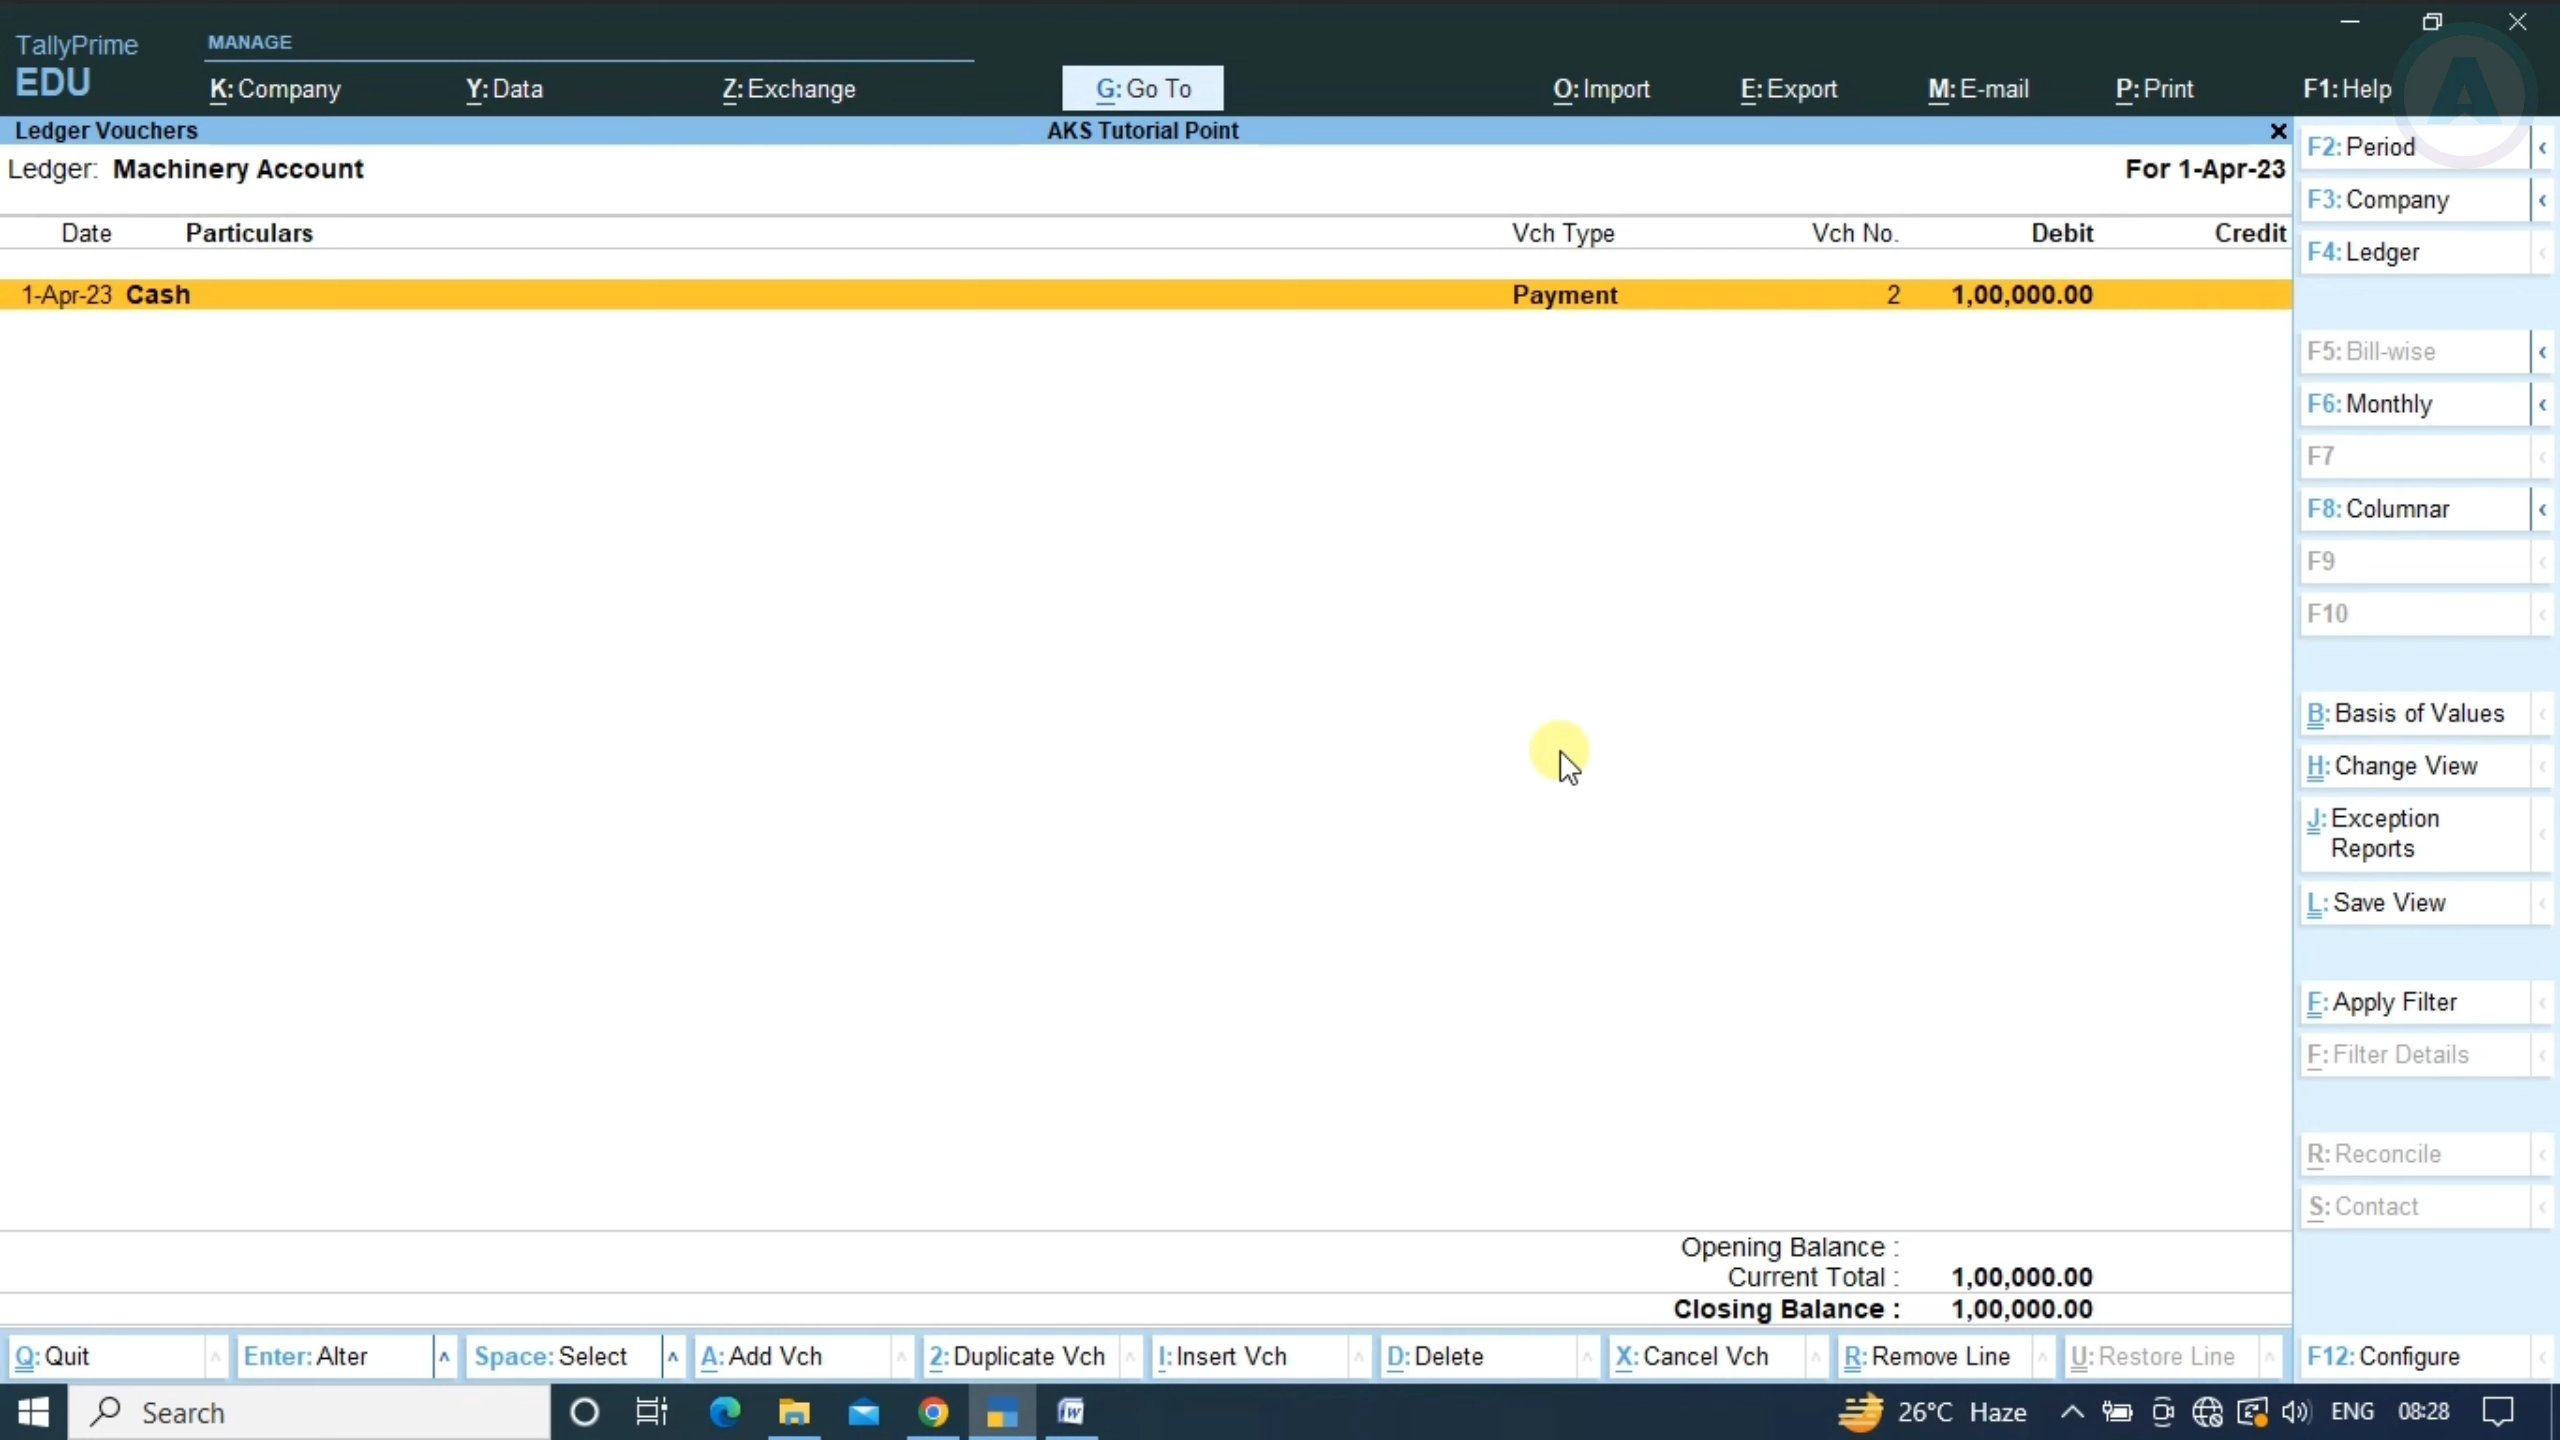 TallyPrime
EDU
MANAGE
K: Company Y: Data Z: Exchange G: Go To O: Import E: Export M: E-mail P: Print F1: Help
Ledger Vouchers AKS Tutorial Point
Ledger: Machinery Account For 1-Apr-23
Date Particulars Vch Type Vch No. Debit Credit
1-Apr-23 Cash Payment 2 1,00,000.00
Opening Balance :
Current Total : 1,00,000.00
Closing Balance : 1,00,000.00
F2: Period
F3: Company
F4: Ledger
F5: Bill-wise
F6: Monthly
F7
F8: Columnar
F9
F10
B: Basis of Values
H: Change View
J: Exception
Reports
L: Save View
F: Apply Filter
F: Filter Details
R: Reconcile
S: Contact
F12: Configure
Q: Quit Enter: Alter Space: Select A: Add Vch 2: Duplicate Vch I: Insert Vch D: Delete X: Cancel Vch R: Remove Line U: Restore Line
Search 26°C Haze ENG 08:28